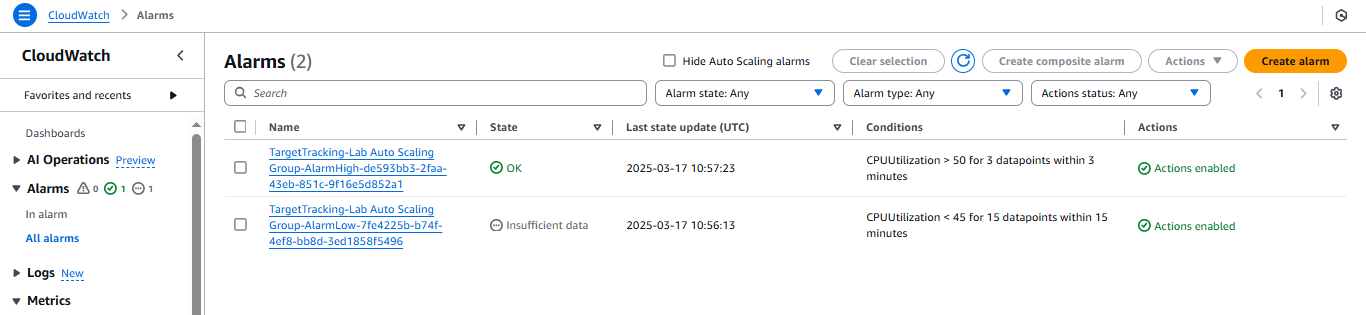 CloudWatch > Alarms
CloudWatch
Favorites and recents
Dashboards
AI Operations Preview
Alarms 0 1 1
In alarm
All alarms
Logs New
Metrics
Alarms (2)
Hide Auto Scaling alarms
Clear selection
Create composite alarm
Actions
Create alarm
Search
Alarm state: Any
Alarm type: Any
Actions status: Any
1
Name State Last state update (UTC) Conditions Actions
TargetTracking-Lab Auto Scaling
Group-AlarmHigh-de593bb3-2faa-
43eb-851c-9f16e5d852a1
OK
2025-03-17 10:57:23
CPUUtilization > 50 for 3 datapoints within 3
minutes
Actions enabled
TargetTracking-Lab Auto Scaling
Group-AlarmLow-7fe4225b-b74f-
4ef8-bb8d-3ed1858f5496
Insufficient data
2025-03-17 10:56:13
CPUUtilization < 45 for 15 datapoints within 15
minutes
Actions enabled